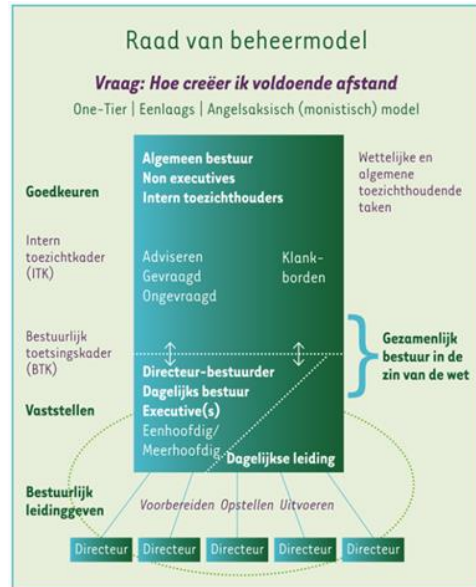 Raad van beheermodel
Vraag: Hoe creëer ik voldoende afstand
One-Tier | Eenlaags | Angelsaksisch (monistisch) model
Algemeen bestuur
Non executives
Intern toezichthouders
Wettelijke en
algemene
toezichthoudende
taken
Goedkeuren
Intern
toezichtkader
(ITK)
Adviseren
Gevraagd
Ongevraagd
Klank-
borden
Bestuurlijk
toetsingskader
(BTK)
Gezamenlijk
bestuur in de
zin van de wet
Directeur-bestuurder
Dagelijks bestuur
Executive(s)
Eenhoofdig/
Meerhoofdig
Vaststellen
Dagelijkse leiding
Bestuurlijk
leidinggeven
Voorbereiden Opstellen Uitvoeren
Directeur
Directeur
Directeur
Directeur
Directeur